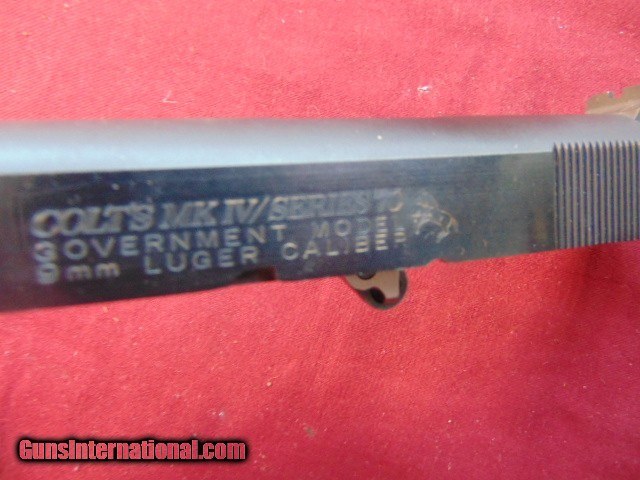 COLT'S MK IV/ SERIES 70
GOVERNMENT MODEL
9mm LUGER CALIBER
GunsInternational.com